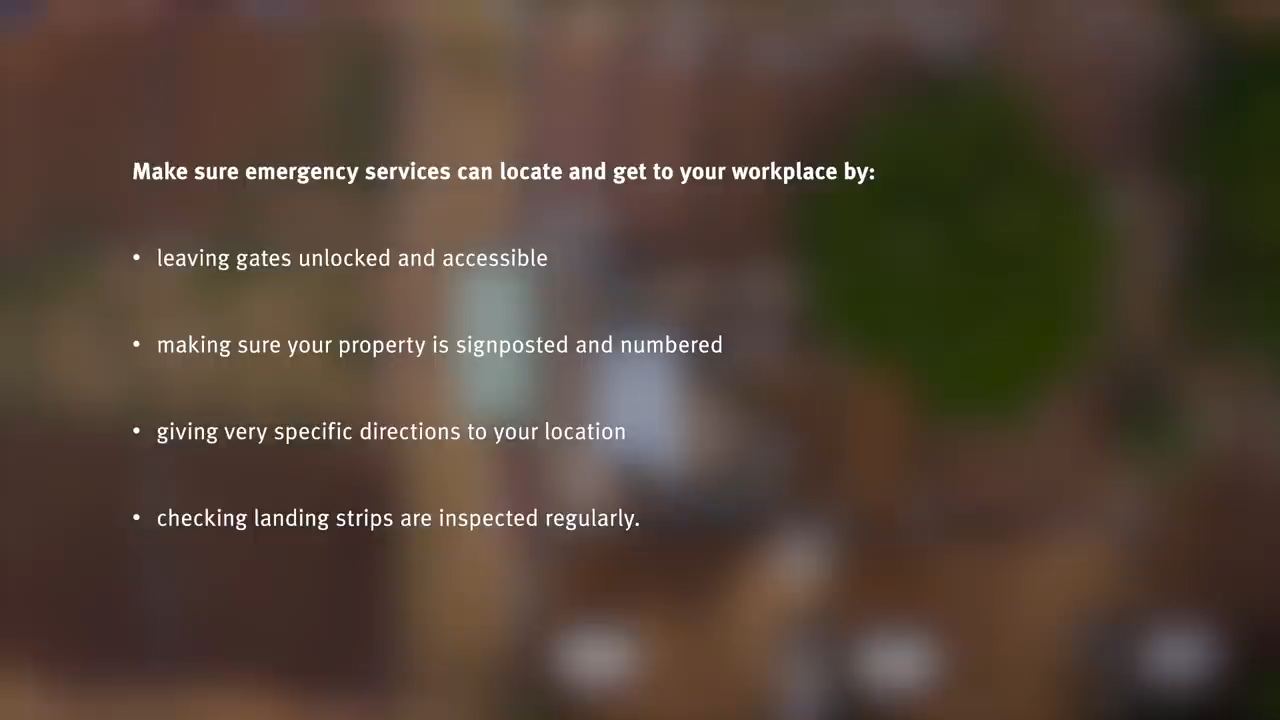 Make sure emergency services can locate and get to your workplace by:
• leaving gates unlocked and accessible
• making sure your property is signposted and numbered
• giving very specific directions to your location
• checking landing strips are inspected regularly.